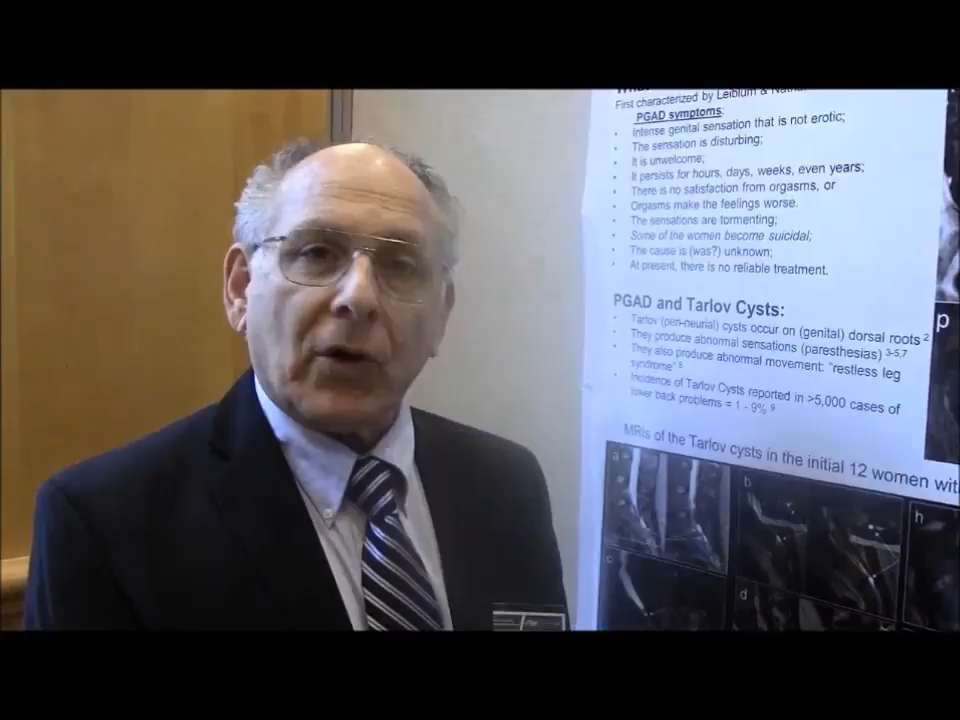 First characterized by Leiblum &
PGAD symptoms:
• Intense genital sensation that is not erotic;
• The sensation is disturbing;
• It is unwelcome;
• It persists for hours, days, weeks, even years;
• There is no satisfaction from orgasms, or
• Orgasms make the feelings worse.
• The sensations are tormenting;
• Some of the women become suicidal;
• The cause is (was?) unknown;
• At present, there is no reliable treatment.
PGAD and Tarlov Cysts:
• Tarlov (peri-neurial) cysts occur on (genital) dorsal roots 2
• They produce abnormal sensations (paresthesias) 3-5,7
• They also produce abnormal movement: "restless leg
syndrome"
• Incidence of Tarlov Cysts reported in >5,000 cases of
lower back problems = 1 - 9% 9
MRIs of the Tarlov cysts in the initial 12 women
a
b
h
c
d
p